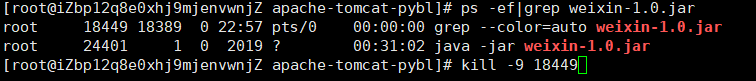 [root@iZbp12q8e0xhj9mjenvwnjZ apache-tomcat-pybl]# ps -ef|grep weixin-1.0.jar
root     18449 18389  0 22:57 pts/0    00:00:00 grep --color=auto weixin-1.0.jar
root     24401     1  0  2019 ?        00:31:02 java -jar weixin-1.0.jar
[root@iZbp12q8e0xhj9mjenvwnjZ apache-tomcat-pybl]# kill -9 18449